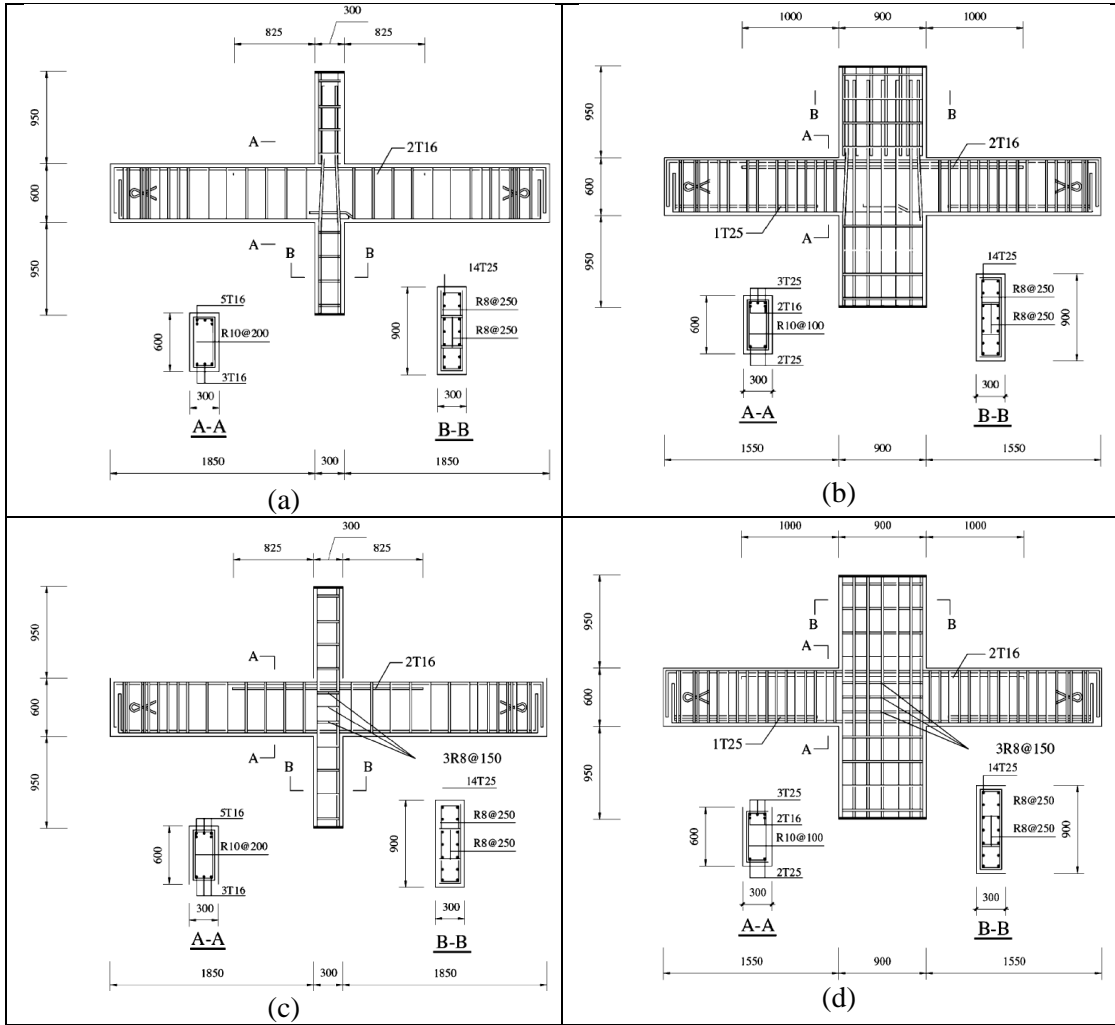 300
825 825
950
A
2T16
600
A
B B
950
14T25
5T16
R8@250
R10@200
600
900
R8@250
3T16
300
300
A-A
B-B
1850 300 1850
(a)
1000 900 1000
950
B B
A
2T16
600
1T25
A
950
14T25
3T25
R8@250
2T16
600
R10@100
R8@250
900
2T25
300
300
A-A
B-B
1550 900 1550
(b)
300
825 825
950
A
2T16
600
A
B B
3R8@150
950
14T25
5T16
R8@250
R10@200
600
900
R8@250
3T16
300
300
A-A
B-B
1850 300 1850
(c)
1000 900 1000
950
B B
A
2T16
600
1T25
A
3R8@150
950
14T25
3T25
R8@250
2T16
600
R10@100
R8@250
900
2T25
300
300
A-A
B-B
1550 900 1550
(d)